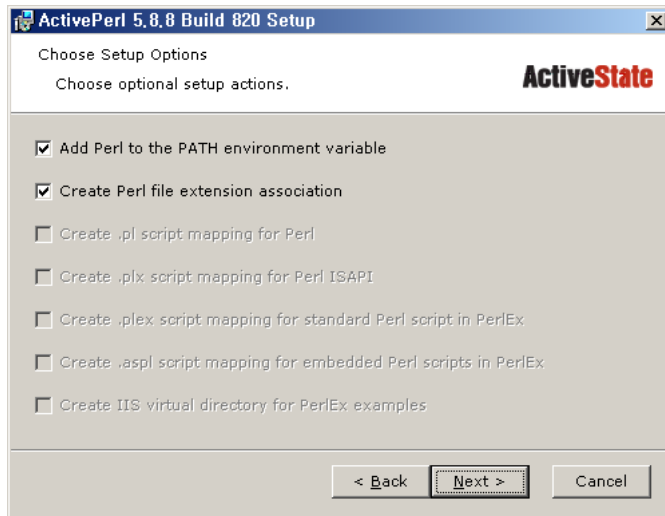 ActivePerl 5.8.8 Build 820 Setup
Choose Setup Options
Choose optional setup actions.
ActiveState
Add Perl to the PATH environment variable
Create Perl file extension association
Create .pl script mapping for Perl
Create .plx script mapping for Perl ISAPI
Create .plex script mapping for standard Perl script in PerlEx
Create .aspl script mapping for embedded Perl scripts in PerlEx
Create IIS virtual directory for PerlEx examples
< Back Next > Cancel